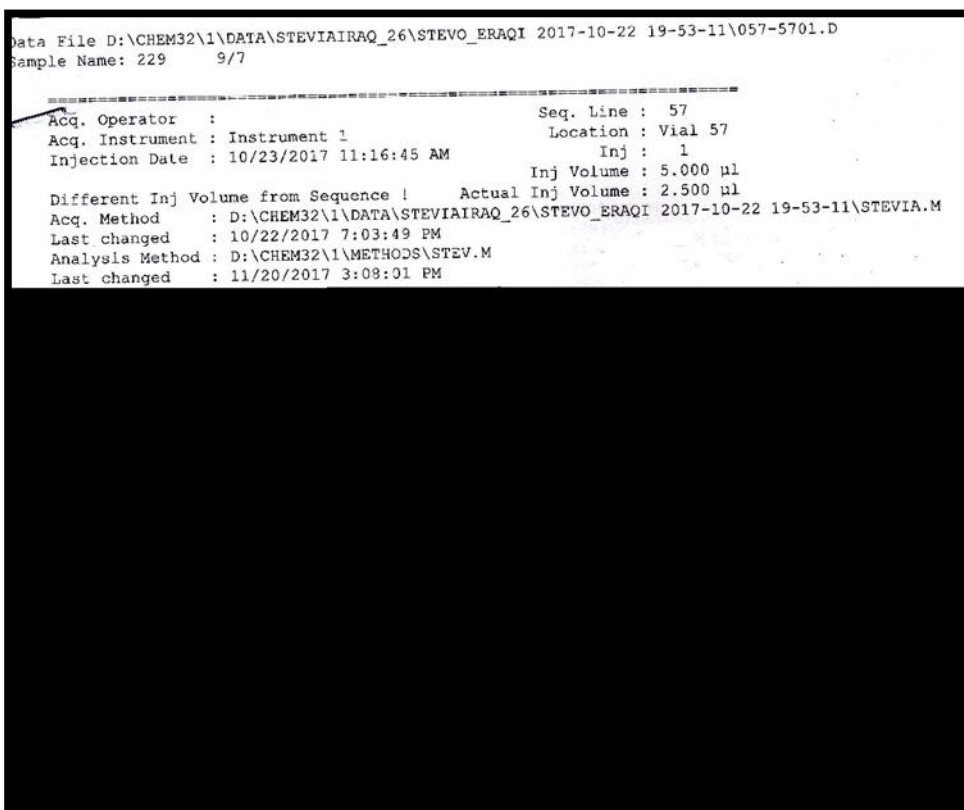 Data File D:\CHEM32\1\DATA\STEVIAIRAQ_26\STEVO_ERAQI 2017-10-22 19-53-11\057-5701.D
Sample Name: 229 9/7
=====================================================================
Acq. Operator : Seq. Line : 57
Acq. Instrument : Instrument 1 Location : Vial 57
Injection Date : 10/23/2017 11:16:45 AM Inj : 1
Inj Volume : 5.000 µl
Different Inj Volume from Sequence ! Actual Inj Volume : 2.500 µl
Acq. Method : D:\CHEM32\1\DATA\STEVIAIRAQ_26\STEVO_ERAQI 2017-10-22 19-53-11\STEVIA.M
Last changed : 10/22/2017 7:03:49 PM
Analysis Method : D:\CHEM32\1\METHODS\STEV.M
Last changed : 11/20/2017 3:08:01 PM